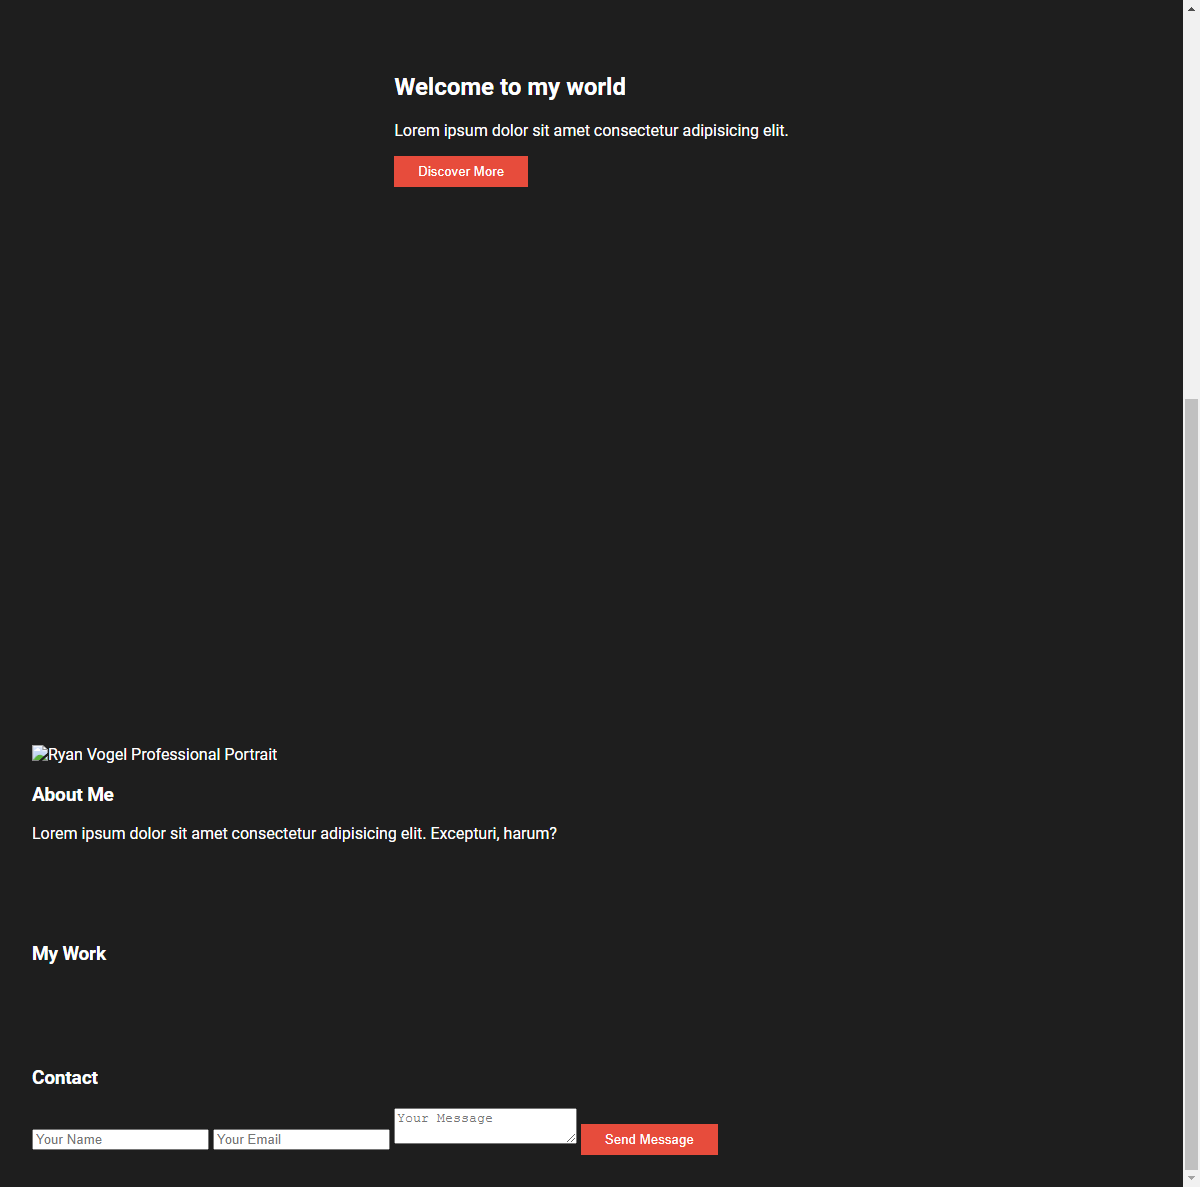 Welcome to my world
Lorem ipsum dolor sit amet consectetur adipisicing elit.
Discover More
Ryan Vogel Professional Portrait
About Me
Lorem ipsum dolor sit amet consectetur adipisicing elit. Excepturi, harum?
My Work
Contact
Your Name Your Email Your Message Send Message